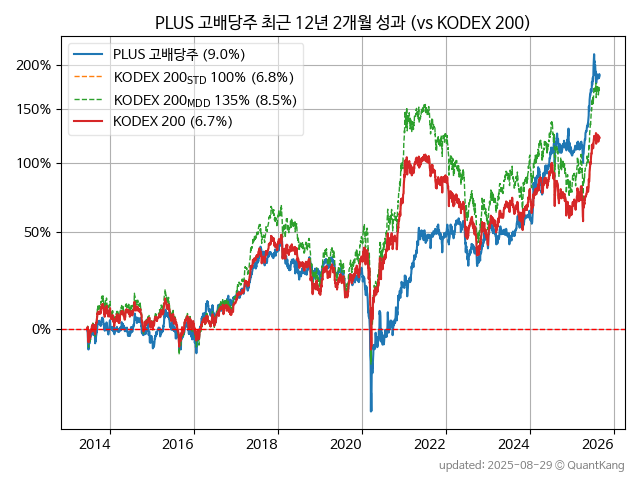 PLUS 고배당주 최근 12년 2개월 성과 (vs KODEX 200)
PLUS 고배당주 (9.0%)
KODEX 200STD 100% (6.8%)
KODEX 200MDD 135% (8.5%)
KODEX 200 (6.7%)
200%
150%
100%
50%
0%
2014 2016 2018 2020 2022 2024 2026
updated: 2025-08-29 © QuantKang